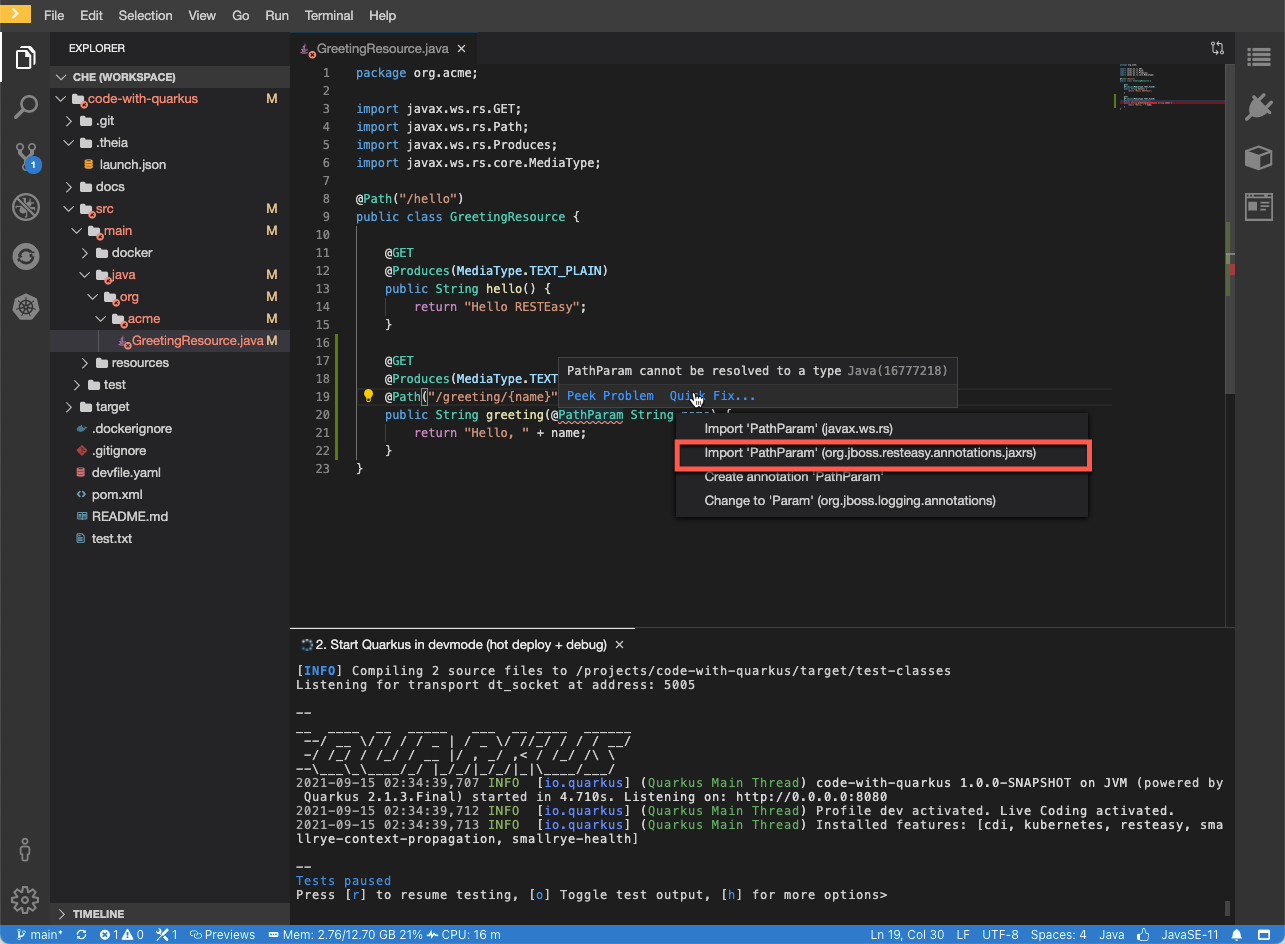 File Edit Selection View Go Run Terminal Help
EXPLORER
CHE (WORKSPACE)
code-with-quarkus M
.git
.theia
launch.json
docs
src M
main M
docker
java M
org M
acme M
GreetingResource.java M
resources
test
target
.dockerignore
.gitignore
devfile.yaml
pom.xml
README.md
test.txt
TIMELINE
1
GreetingResource.java ×
1 package org.acme;
2
3 import javax.ws.rs.GET;
4 import javax.ws.rs.Path;
5 import javax.ws.rs.Produces;
6 import javax.ws.rs.core.MediaType;
7
8 @Path("/hello")
9 public class GreetingResource {
10
11 @GET
12 @Produces(MediaType.TEXT_PLAIN)
13 public String hello() {
14 return "Hello RESTEasy";
15 }
16
17 @GET
18 @Produces(MediaType.TEXT
19 @Path("/greeting/{name}"
20 public String greeting(@PathParam String
21 return "Hello, " + name;
22 }
23 }
PathParam cannot be resolved to a type Java(16777218)
Peek Problem Quick Fix...
Import 'PathParam' (javax.ws.rs)
Import 'PathParam' (org.jboss.resteasy.annotations.jaxrs)
Create annotation 'PathParam'
Change to 'Param' (org.jboss.logging.annotations)
2. Start Quarkus in devmode (hot deploy + debug) ×
[INFO] Compiling 2 source files to /projects/code-with-quarkus/target/test-classes
Listening for transport dt_socket at address: 5005
--
__  ____  __  _____   ___  __ ____  ______
 --/ __ \/ / / / _ | / _ \/ //_/ / / / __/
 -/ /_/ / /_/ / __ |/ , _/ ,< / /_/ /\ \
--\___\_\____/_/ |_/_/|_/_/|_|\____/___/
2021-09-15 02:34:39,707 INFO [io.quarkus] (Quarkus Main Thread) code-with-quarkus 1.0.0-SNAPSHOT on JVM (powered by
Quarkus 2.1.3.Final) started in 4.710s. Listening on: http://0.0.0.0:8080
2021-09-15 02:34:39,712 INFO [io.quarkus] (Quarkus Main Thread) Profile dev activated. Live Coding activated.
2021-09-15 02:34:39,713 INFO [io.quarkus] (Quarkus Main Thread) Installed features: [cdi, kubernetes, resteasy, sma
llrye-context-propagation, smallrye-health]
--
Tests paused
Press [r] to resume testing, [o] Toggle test output, [h] for more options>
main* 1 0 1 Previews Mem: 2.76/12.70 GB 21% CPU: 16 m Ln 19, Col 30 LF UTF-8 Spaces: 4 Java JavaSE-11